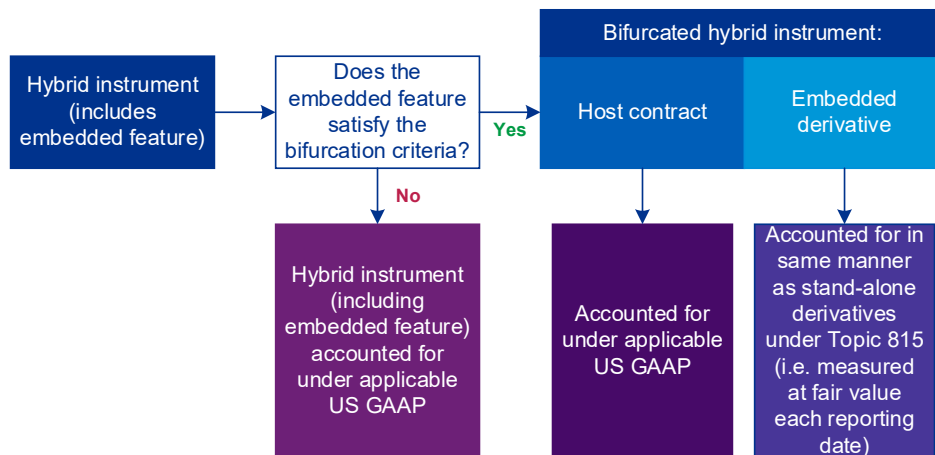 Hybrid instrument
(includes
embedded feature)
Does the
embedded feature
satisfy the
bifurcation criteria?
Yes
No
Bifurcated hybrid instrument:
Host contract
Embedded
derivative
Hybrid instrument
(including
embedded feature)
accounted for
under applicable
US GAAP
Accounted for
under applicable
US GAAP
Accounted for in
same manner
as stand-alone
derivatives
under Topic 815
(i.e. measured
at fair value
each reporting
date)